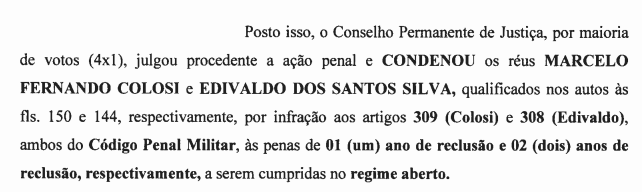 Posto isso, o Conselho Permanente de Justiça, por maioria
de votos (4x1), julgou procedente a ação penal e CONDENOU os réus MARCELO
FERNANDO COLOSI e EDIVALDO DOS SANTOS SILVA, qualificados nos autos às
fls. 150 e 144, respectivamente, por infração aos artigos 309 (Colosi) e 308 (Edivaldo),
ambos do Código Penal Militar, às penas de 01 (um) ano de reclusão e 02 (dois) anos de
reclusão, respectivamente, a serem cumpridas no regime aberto.